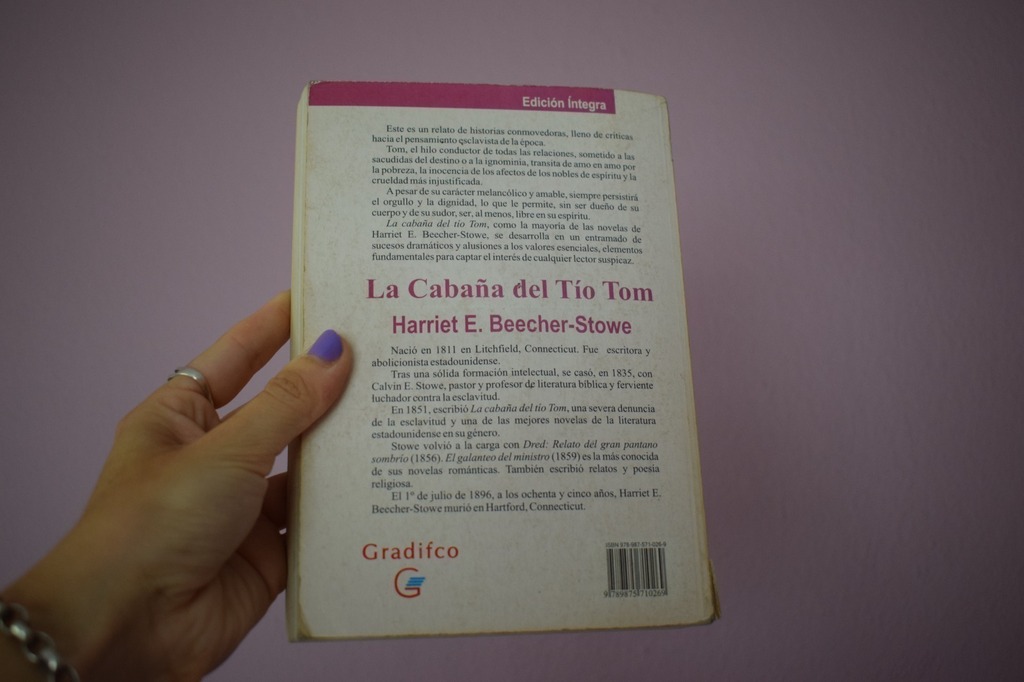 Edición Íntegra
Este es un relato de historias conmovedoras, lleno de críticas
hacia el pensamiento esclavista de la época.
Tom, el hilo conductor de todas las relaciones, sometido a las
sacudidas del destino o a la ignominia, transita de amo en amo por
la pobreza, la inocencia de los afectos de los nobles de espíritu y la
crueldad más injustificada.
A pesar de su carácter melancólico y amable, siempre persistirá
el orgullo y la dignidad, lo que le permite, sin ser dueño de su
cuerpo y de su sudor, ser, al menos, libre en su espíritu.
La cabaña del tío Tom, como la mayoría de las novelas de
Harriet E. Beecher-Stowe, se desarrolla en un entramado de
sucesos dramáticos y alusiones a los valores esenciales, elementos
fundamentales para captar el interés de cualquier lector suspicaz.
La Cabaña del Tío Tom
Harriet E. Beecher-Stowe
Nació en 1811 en Litchfield, Connecticut. Fue escritora y
abolicionista estadounidense.
Tras una sólida formación intelectual, se casó, en 1835, con
Calvin E. Stowe, pastor y profesor de literatura bíblica y ferviente
luchador contra la esclavitud.
En 1851, escribió La cabaña del tío Tom, una severa denuncia
de la esclavitud y una de las mejores novelas de la literatura
estadounidense en su género.
Stowe volvió a la carga con Dred: Relato del gran pantano
sombrío (1856). El galanteo del ministro (1859) es la más conocida
de sus novelas románticas. También escribió relatos y poesía
religiosa.
El 1º de julio de 1896, a los ochenta y cinco años, Harriet E.
Beecher-Stowe murió en Hartford, Connecticut.
Gradifco
G
ISBN 978-987-571-026-9
9789875710269